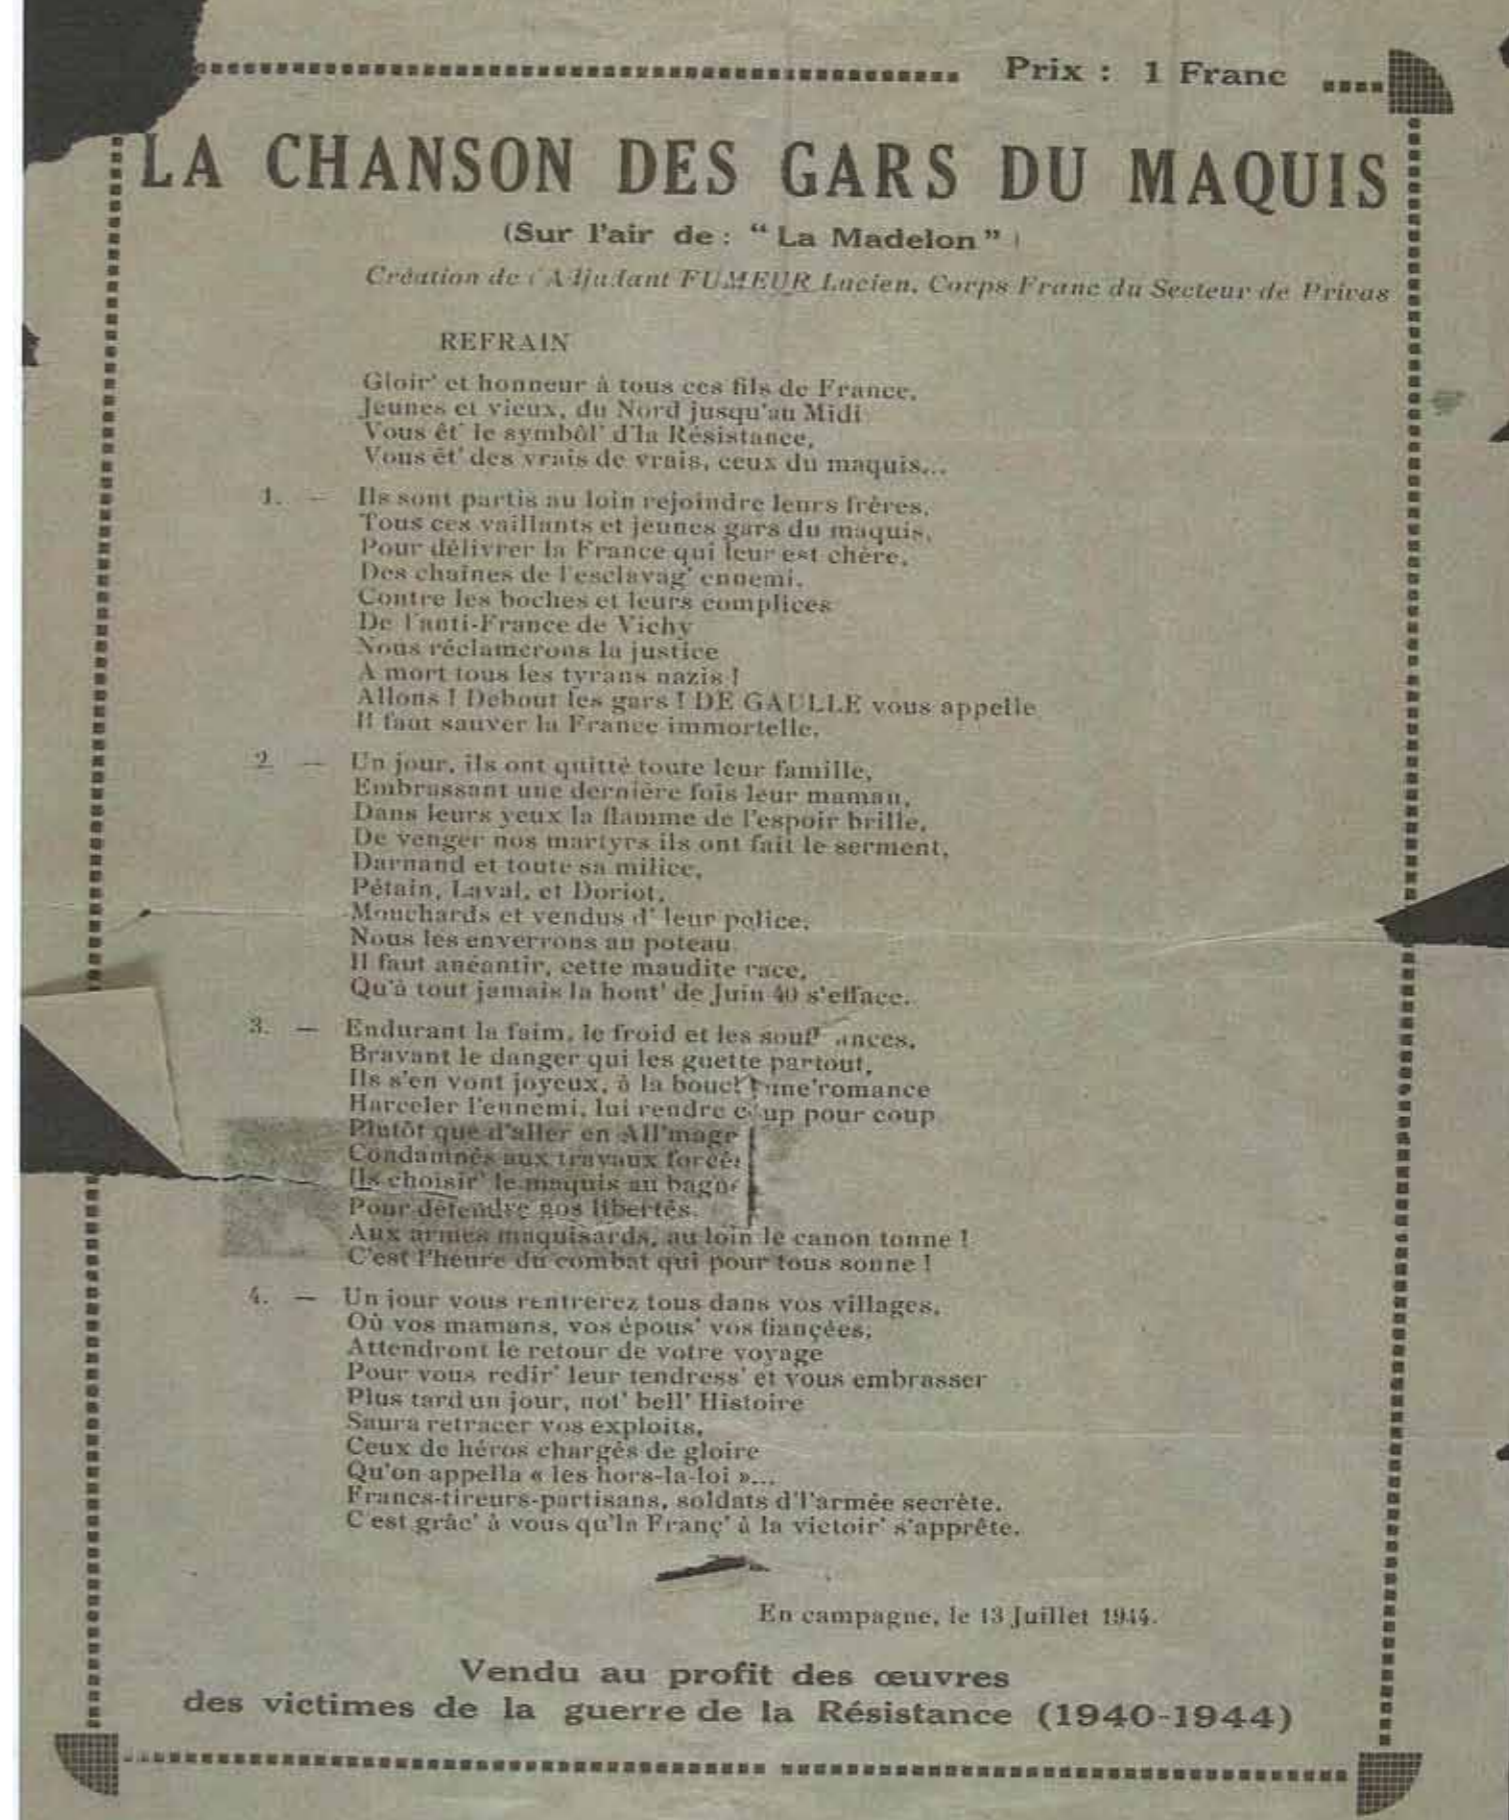 Prix : 1 Franc
LA CHANSON DES GARS DU MAQUIS
(Sur l'air de : “ La Madelon ” )
Création de l'Adjudant FUMEUR Lucien, Corps Franc du Secteur de Privas
REFRAIN
Gloir' et honneur à tous ces fils de France,
Jeunes et vieux, du Nord jusqu'au Midi
Vous êt' le symbôl' d'la Résistance,
Vous êt' des vrais de vrais, ceux du maquis...
1. — Ils sont partis au loin rejoindre leurs frères,
Tous ces vaillants et jeunes gars du maquis,
Pour délivrer la France qui leur est chère,
Des chaînes de l'esclavag' ennemi,
Contre les boches et leurs complices
De l'anti-France de Vichy
Nous réclamerons la justice
A mort tous les tyrans nazis !
Allons ! Debout les gars ! DE GAULLE vous appelle
Il faut sauver la France immortelle.
2 — Un jour, ils ont quitté toute leur famille,
Embrassant une dernière fois leur maman,
Dans leurs yeux la flamme de l'espoir brille,
De venger nos martyrs ils ont fait le serment,
Darnand et toute sa milice,
Pétain, Laval, et Doriot,
Mouchards et vendus d' leur police,
Nous les enverrons au poteau
Il faut anéantir, cette maudite race,
Qu'à tout jamais la hont' de Juin 40 s'efface.
3. — Endurant la faim, le froid et les souffrances,
Bravant le danger qui les guette partout,
Ils s'en vont joyeux, à la bouch' une romance
Harceler l'ennemi, lui rendre coup pour coup
Plutôt que d'aller en All'magn
Condamnés aux travaux forcés
Ils choisir' le maquis au bagne
Pour défendre nos libertés.
Aux armes maquisards, au loin le canon tonne !
C'est l'heure du combat qui pour tous sonne !
4. — Un jour vous rentrerez tous dans vos villages,
Où vos mamans, vos épous' vos fiançées,
Attendront le retour de votre voyage
Pour vous redir' leur tendress' et vous embrasser
Plus tard un jour, not' bell' Histoire
Saura retracer vos exploits,
Ceux de héros chargés de gloire
Qu'on appella « les hors-la-loi »...
Francs-tireurs-partisans, soldats d'l'armée secrète,
C'est grâc' à vous qu'la Franç' à la victoir' s'apprête.
En campagne, le 13 Juillet 1944.
Vendu au profit des œuvres
des victimes de la guerre de la Résistance (1940-1944)